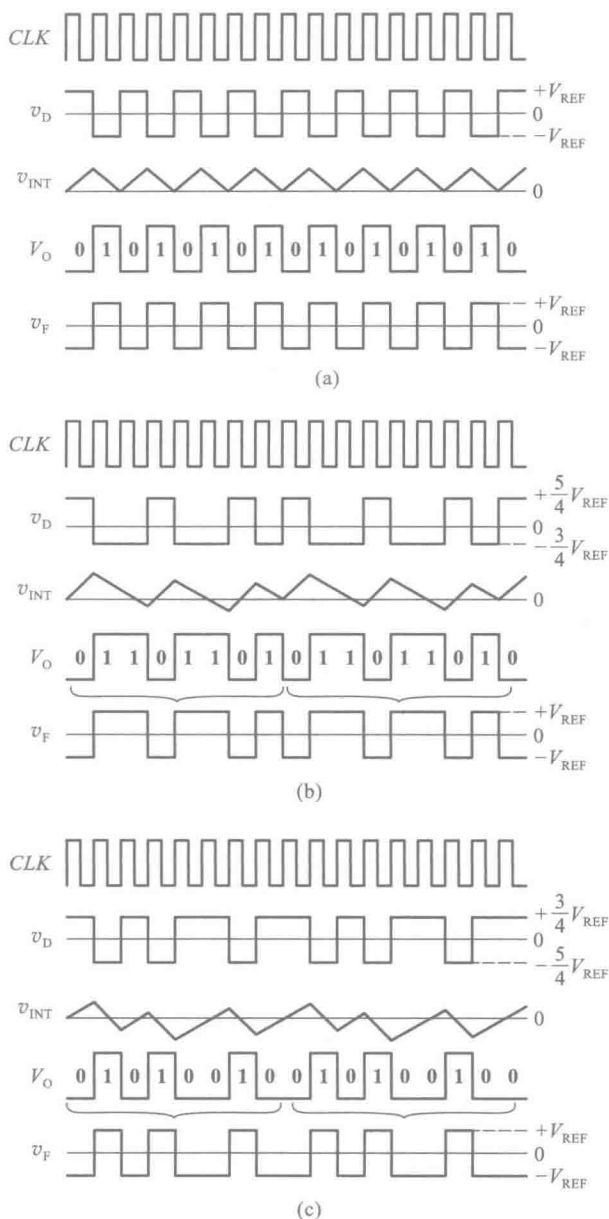 CLK
v_D
+V_REF
0
−V_REF
v_INT
0
V_O 0 1 0 1 0 1 0 1 0 1 0 1 0 1 0 1 0
v_F
+V_REF
0
−V_REF
(a)
CLK
v_D
+5/4 V_REF
0
−3/4 V_REF
v_INT
0
V_O 0 1 1 0 1 1 0 1 0 1 1 0 1 1 0 1 0
v_F
+V_REF
0
−V_REF
(b)
CLK
v_D
+3/4 V_REF
0
−5/4 V_REF
v_INT
0
V_O 0 1 0 1 0 0 1 0 0 1 0 1 0 0 1 0 0
v_F
+V_REF
0
−V_REF
(c)